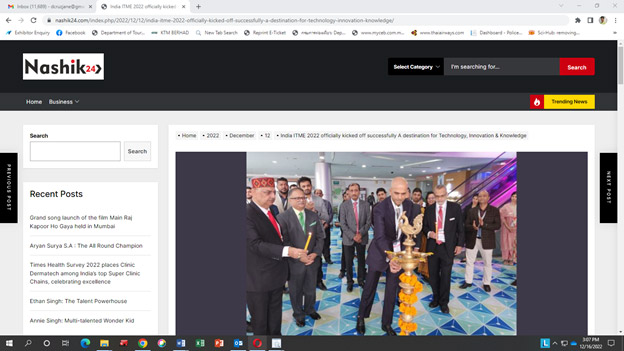 Inbox (11,609) - dcrucjane@gm
India ITME 2022 officially kicked
nashik24.com/index.php/2022/12/12/india-itme-2022-officially-kicked-off-successfully-a-destination-for-technology-innovation-knowledge/
Exhibitor Enquiry
Facebook
Department of Tour...
KTM BERHAD
New Tab Search
Reprint E-Ticket
www.myceb.com.m...
www.thaiairways.com
Dashboard - Police...
Sci-Hub: removing...
Nashik24
Select Category
I'm searching for...
Search
Home
Business
Trending News
Search
Search
Home
2022
December
12
India ITME 2022 officially kicked off successfully A destination for Technology, Innovation & Knowledge
PREVIOUS POST
NEXT POST
Recent Posts
Grand song launch of the film Main Raj
Kapoor Ho Gaya held in Mumbai
Aryan Surya S.A : The All Round Champion
Times Health Survey 2022 places Clinic
Dermatech among India's top Super Clinic
Chains, celebrating excellence
Ethan Singh: The Talent Powerhouse
Annie Singh: Multi-talented Wonder Kid
3:07 PM
12/16/2022